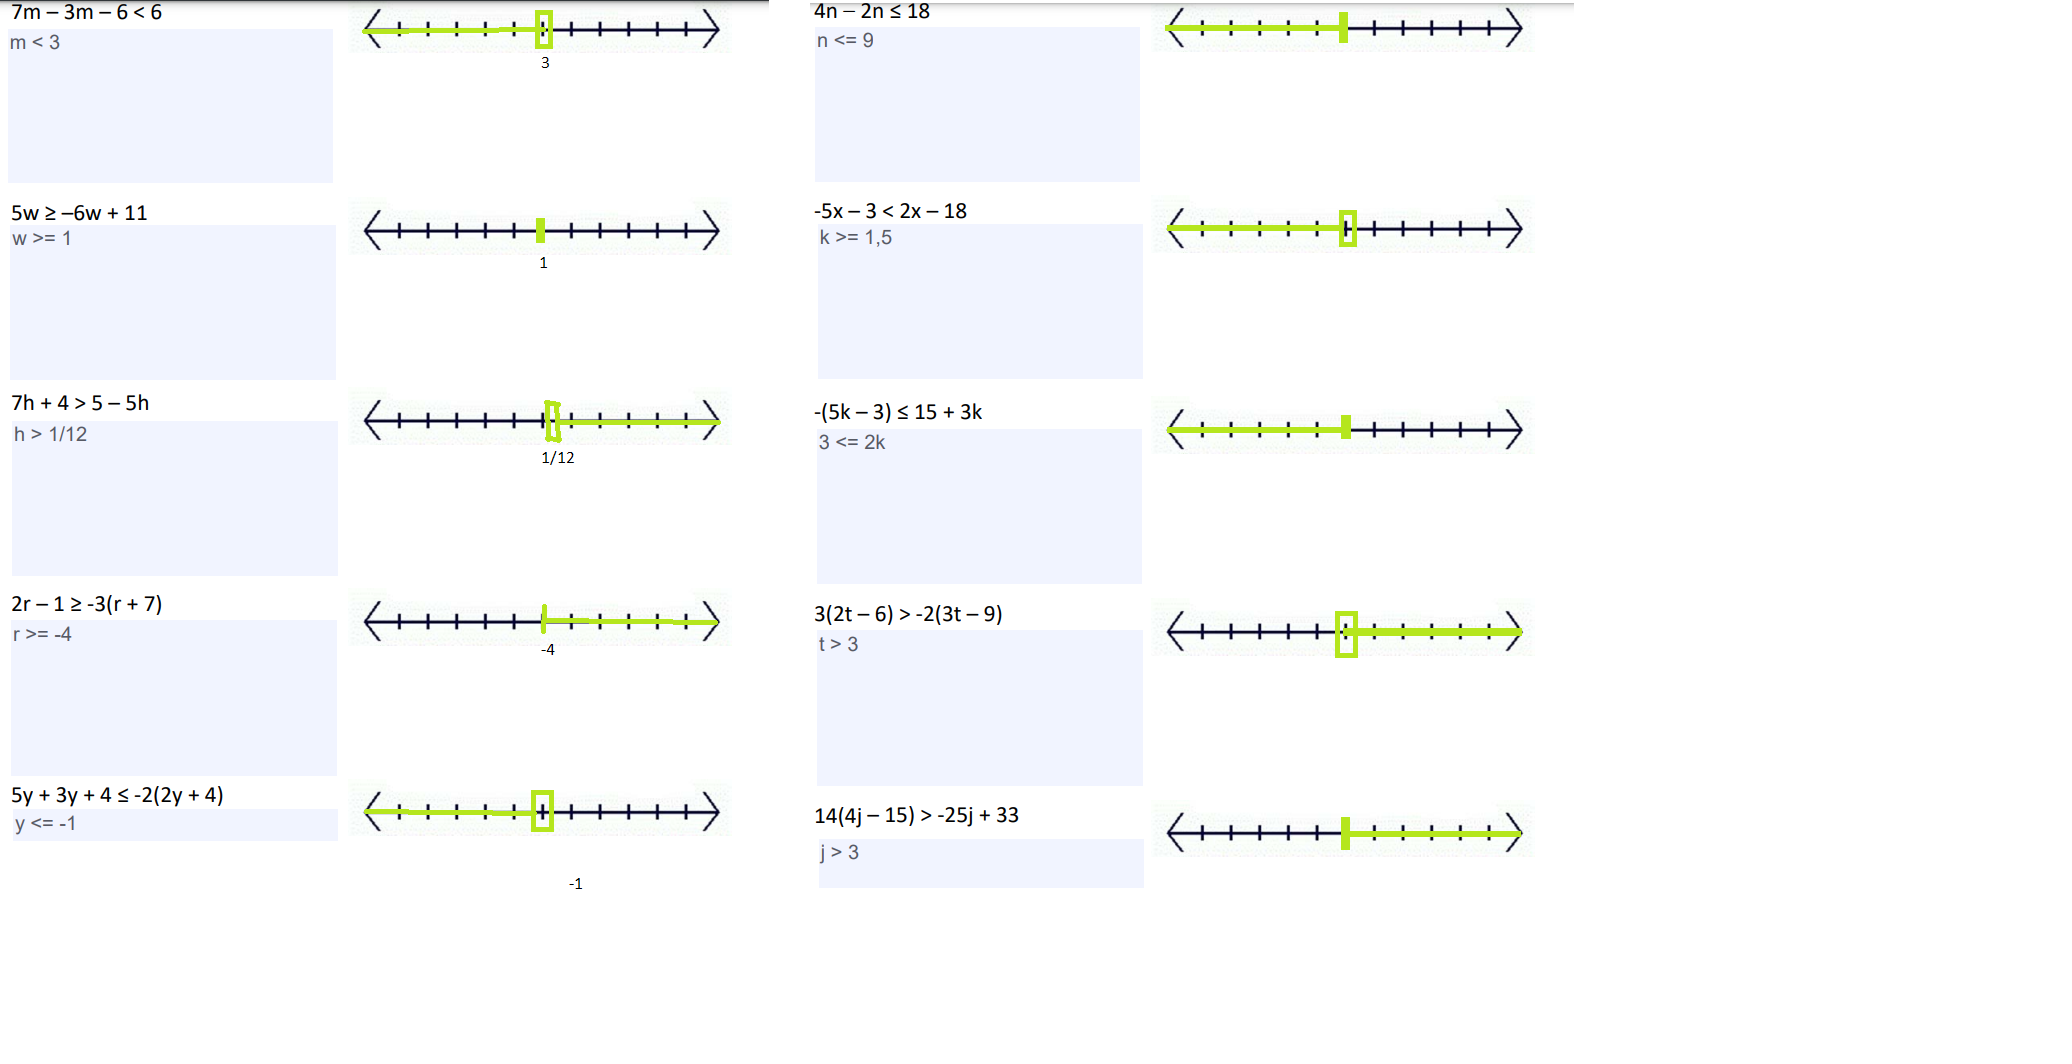 7m – 3m – 6 < 6
m < 3
3
5w ≥ –6w + 11
w >= 1
1
7h + 4 > 5 – 5h
h > 1/12
1/12
2r – 1 ≥ -3(r + 7)
r >= -4
-4
5y + 3y + 4 ≤ -2(2y + 4)
y <= -1
-1
4n – 2n ≤ 18
n <= 9
-5x – 3 < 2x – 18
k >= 1,5
-(5k – 3) ≤ 15 + 3k
3 <= 2k
3(2t – 6) > -2(3t – 9)
t > 3
14(4j – 15) > -25j + 33
j > 3